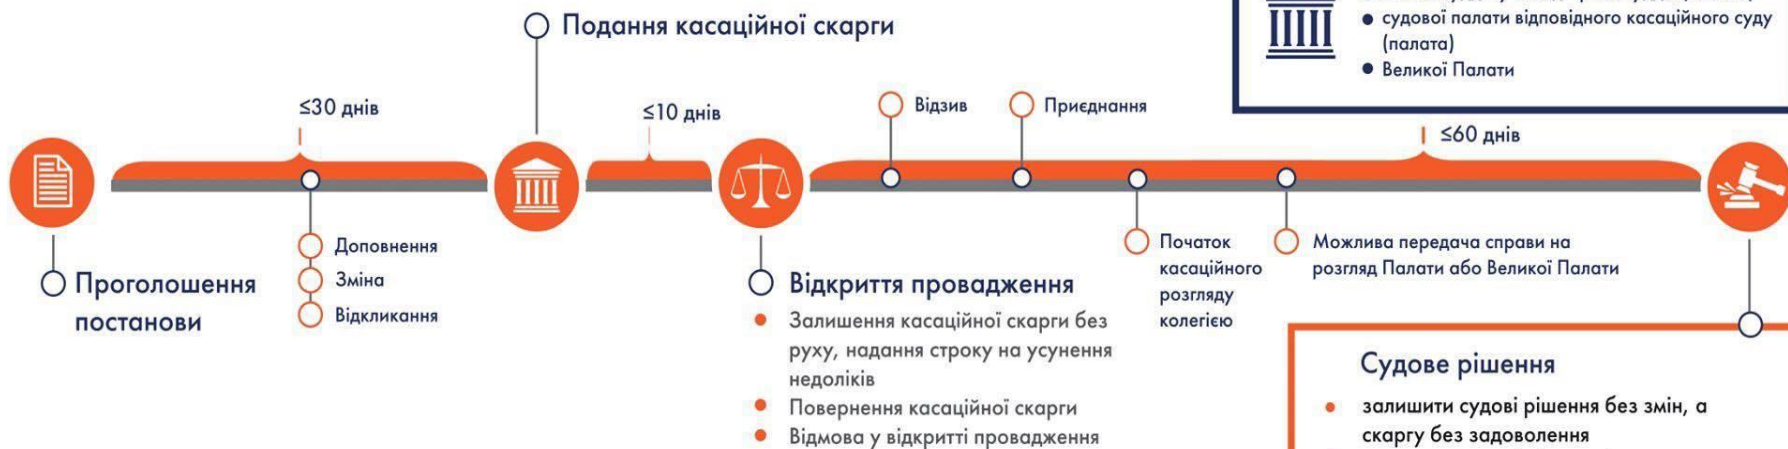 ● судової палати відповідного касаційного суду
(палата)
● Великої Палати
Подання касаційної скарги
≤30 днів
≤10 днів
Відзив
Приєднання
≤60 днів
Проголошення
постанови
Доповнення
Зміна
Відкликання
Відкриття провадження
● Залишення касаційної скарги без
руху, надання строку на усунення
недоліків
● Повернення касаційної скарги
● Відмова у відкритті провадження
Початок
касаційного
розгляду
колегією
Можлива передача справи на
розгляд Палати або Великої Палати
Судове рішення
● залишити судові рішення без змін, а
скаргу без задоволення